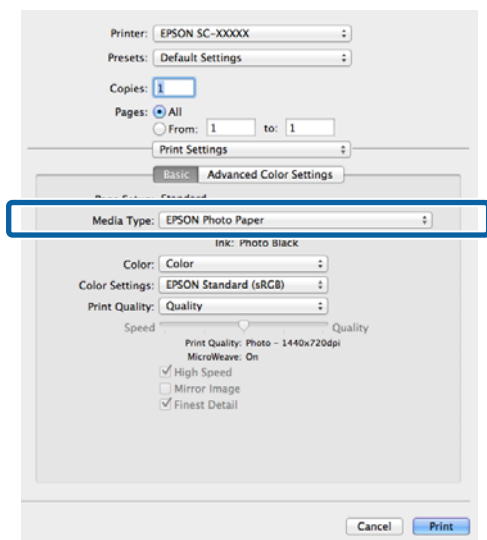 Printer: EPSON SC-XXXXX
Presets: Default Settings
Copies: 1
Pages: All
From: 1 to: 1
Print Settings
Basic Advanced Color Settings
Standard
Media Type: EPSON Photo Paper
Ink: Photo Black
Color: Color
Color Settings: EPSON Standard (sRGB)
Print Quality: Quality
Speed Quality
Print Quality: Photo - 1440x720dpi
MicroWeave: On
High Speed
Mirror Image
Finest Detail
Cancel Print